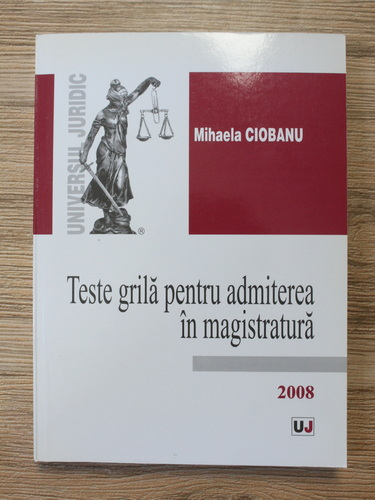 UNIVERSUL JURIDIC
®
Mihaela CIOBANU
Teste grilă pentru admiterea
în magistratură
2008
UJ